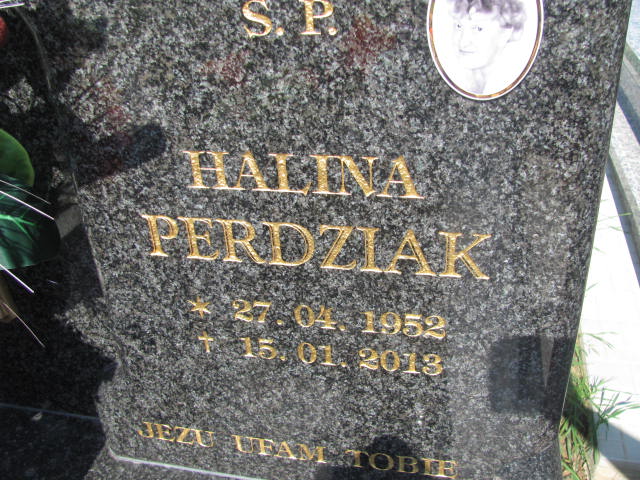 S. P.
HALINA
PERDZIAK
* 27. 04. 1952
† 15. 01. 2013
JEZU UFAM TOBIE